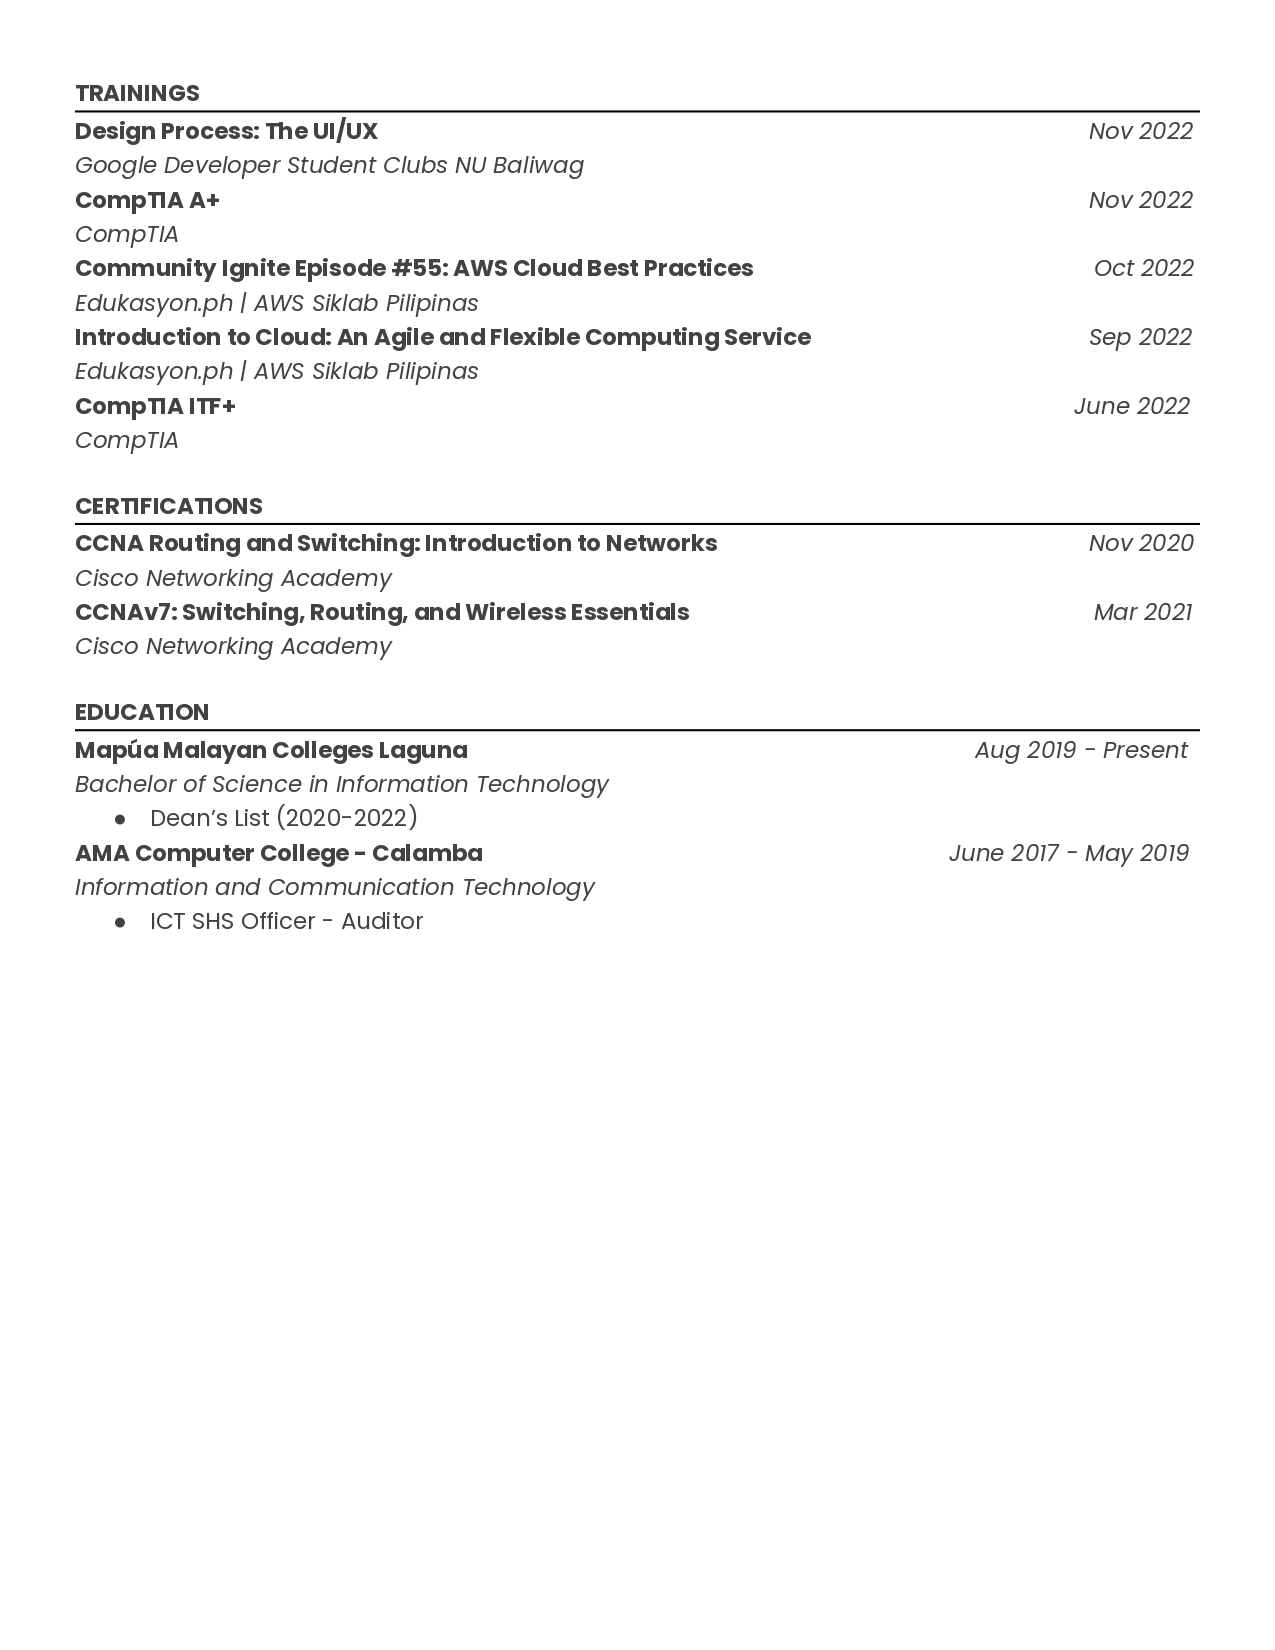 TRAININGS
Design Process: The UI/UX Nov 2022
Google Developer Student Clubs NU Baliwag
CompTIA A+ Nov 2022
CompTIA
Community Ignite Episode #55: AWS Cloud Best Practices Oct 2022
Edukasyon.ph | AWS Siklab Pilipinas
Introduction to Cloud: An Agile and Flexible Computing Service Sep 2022
Edukasyon.ph | AWS Siklab Pilipinas
CompTIA ITF+ June 2022
CompTIA
CERTIFICATIONS
CCNA Routing and Switching: Introduction to Networks Nov 2020
Cisco Networking Academy
CCNAv7: Switching, Routing, and Wireless Essentials Mar 2021
Cisco Networking Academy
EDUCATION
Mapúa Malayan Colleges Laguna Aug 2019 - Present
Bachelor of Science in Information Technology
● Dean’s List (2020-2022)
AMA Computer College - Calamba June 2017 - May 2019
Information and Communication Technology
● ICT SHS Officer - Auditor